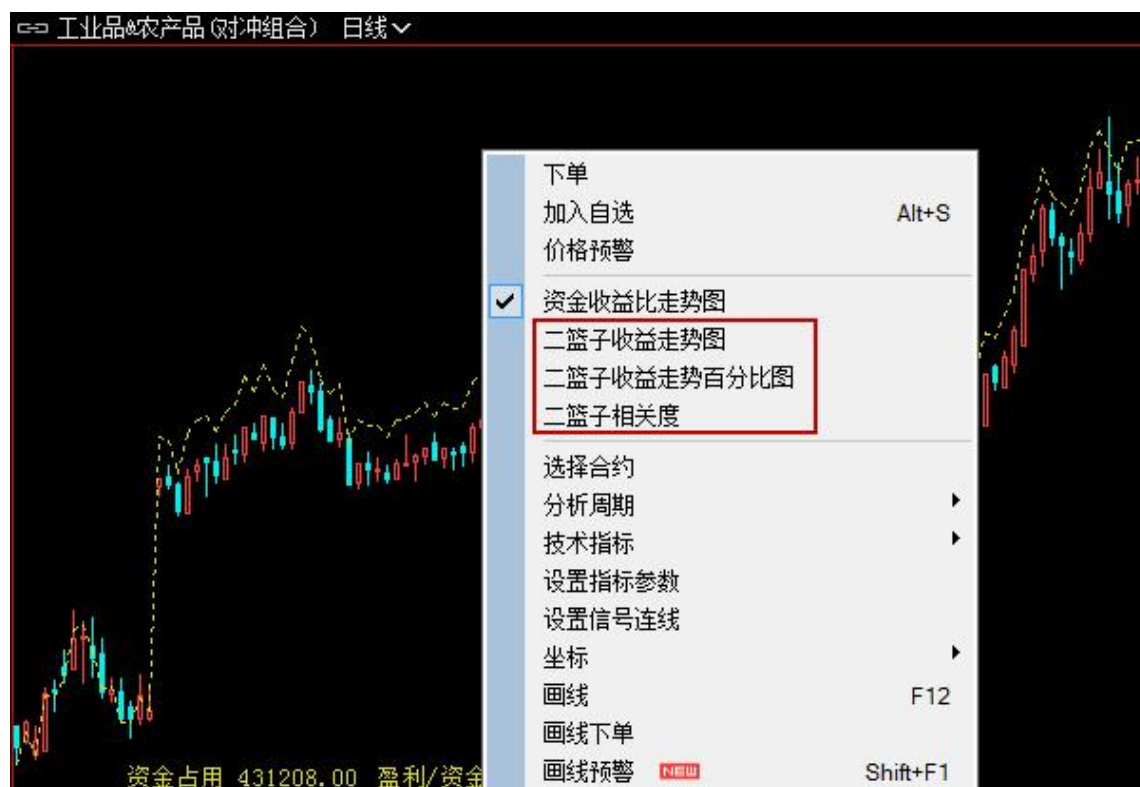 工业品&农产品(对冲组合) 日线
下单
加入自选 Alt+S
价格预警
资金收益比走势图
二篮子收益走势图
二篮子收益走势百分比图
二篮子相关度
选择合约
分析周期
技术指标
设置指标参数
设置信号连线
坐标
画线 F12
画线下单
画线预警 NEW Shift+F1
资金占用 431208.00 盈利/资金